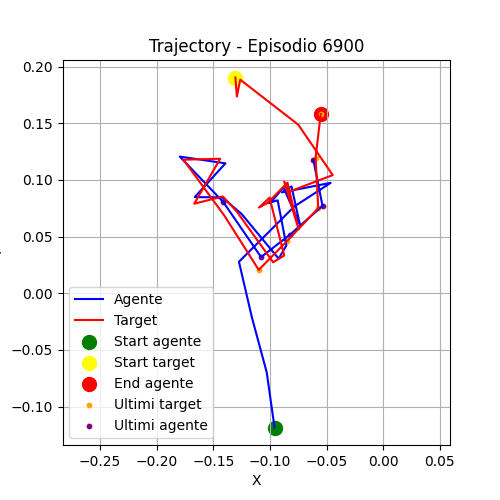 Trajectory - Episodio 6900
0.20
0.15
0.10
0.05
0.00
−0.05
−0.10
Agente
Target
Start agente
Start target
End agente
Ultimi target
Ultimi agente
−0.25 −0.20 −0.15 −0.10 −0.05 0.00 0.05
X